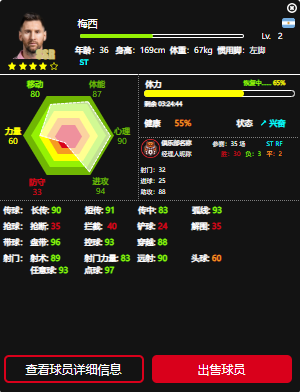 梅西
Lv. 2
年龄: 36 身高: 169cm 体重: 67kg 惯用脚: 左脚
ST
移动
80
体能
87
力量
60
心理
90
防守
33
进攻
94
体力 恢复中...... 65%
剩余 03:24:44
健康 55% 状态 ↗ 兴奋
俱乐部名称
经理人昵称
参赛: 35 场 ST RF
胜: 30 负: 3 平: 2
射门: 32
进球: 25
助攻: 88
传球: 长传: 90 短传: 91 传中: 83 弧线: 93
抢球: 抢断: 35 拦截: 40 铲球: 24 解围: 35
带球: 盘带: 96 控球: 93 穿越: 88
射门: 射术: 89 射门力量: 83 远射: 90 头球: 60
任意球: 93 点球: 97
查看球员详细信息
出售球员